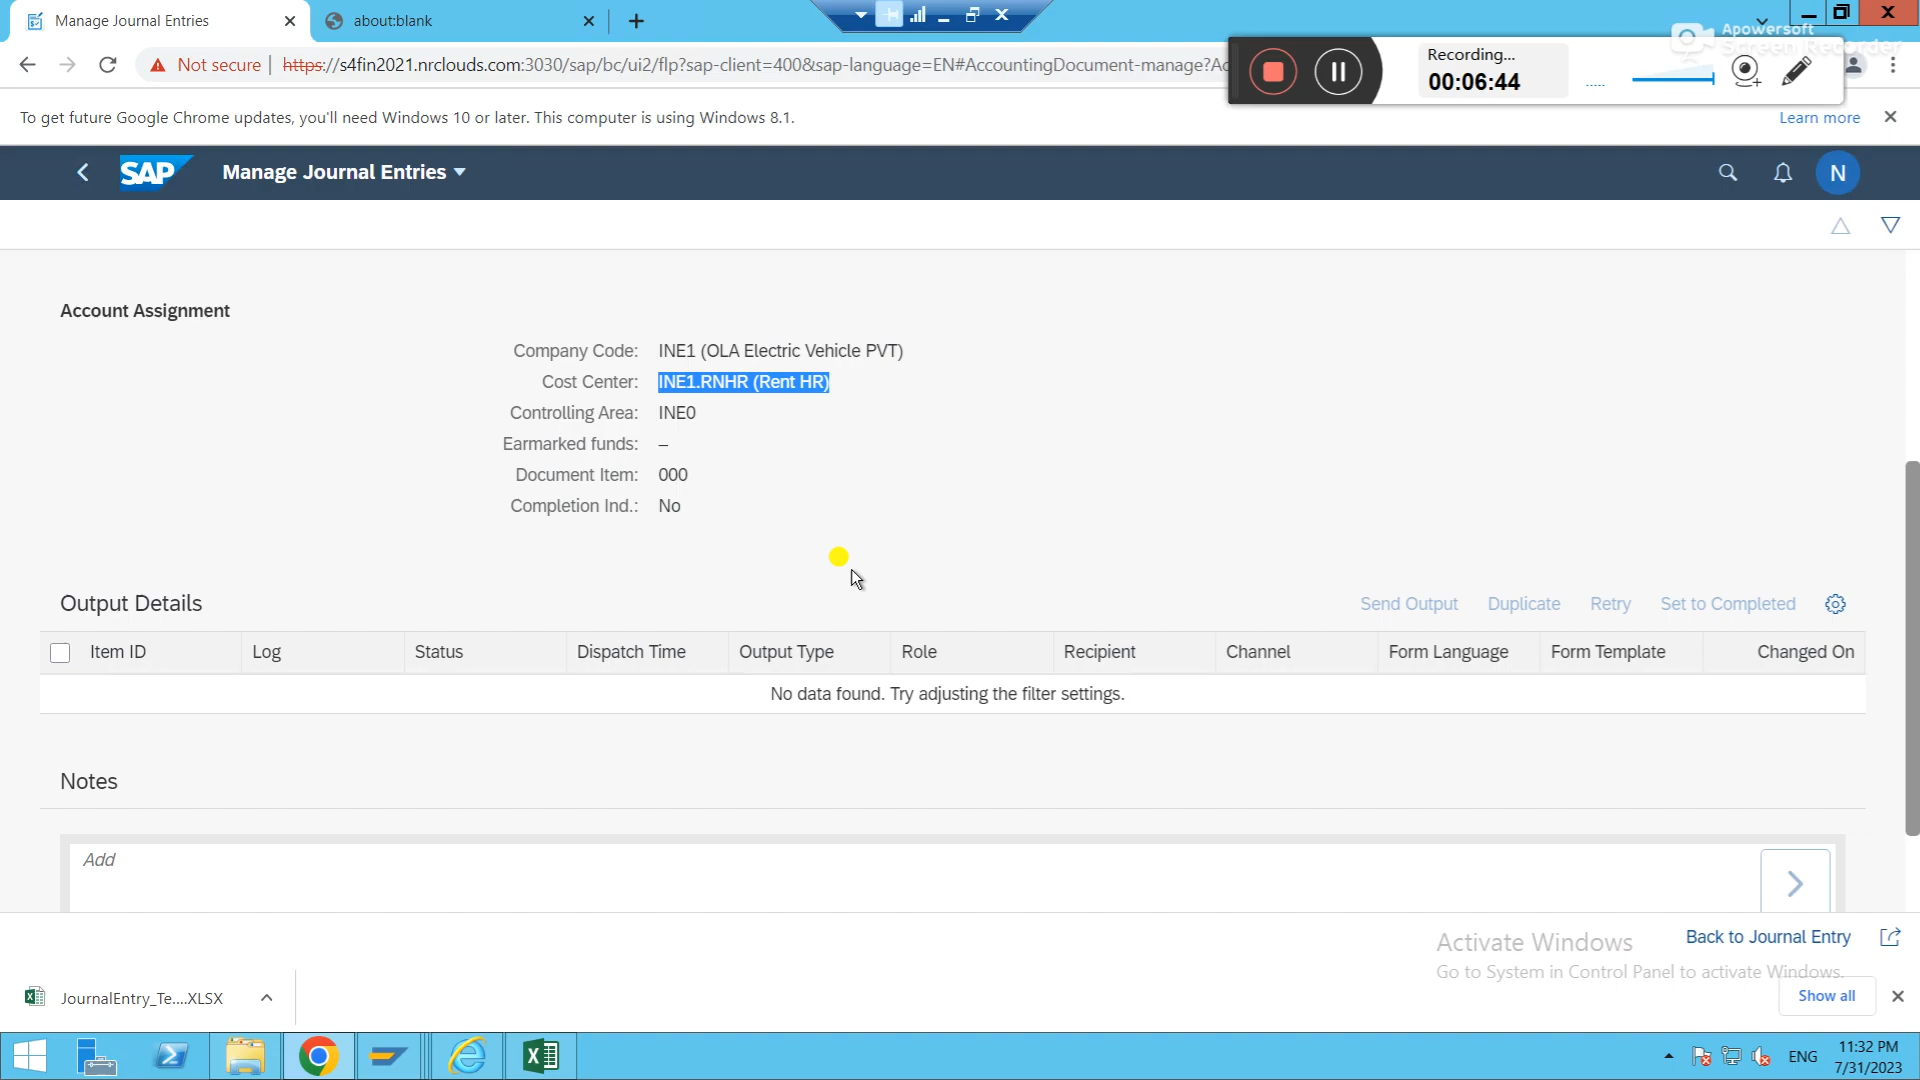 Manage Journal Entries
about:blank
Apowersoft
Screen Recorder
Not secure
https://s4fin2021.nrclouds.com:3030/sap/bc/ui2/flp?sap-client=400&sap-language=EN#AccountingDocument-manage?Ac
Recording...
00:06:44
To get future Google Chrome updates, you'll need Windows 10 or later. This computer is using Windows 8.1.
Learn more
SAP
Manage Journal Entries
N
Account Assignment
Company Code: INE1 (OLA Electric Vehicle PVT)
Cost Center: INE1.RNHR (Rent HR)
Controlling Area: INE0
Earmarked funds: –
Document Item: 000
Completion Ind.: No
Output Details
Send Output Duplicate Retry Set to Completed
Item ID Log Status Dispatch Time Output Type Role Recipient Channel Form Language Form Template Changed On
No data found. Try adjusting the filter settings.
Notes
Add
Activate Windows
Back to Journal Entry
Go to System in Control Panel to activate Windows.
JournalEntry_Te....XLSX
Show all
ENG
11:32 PM
7/31/2023